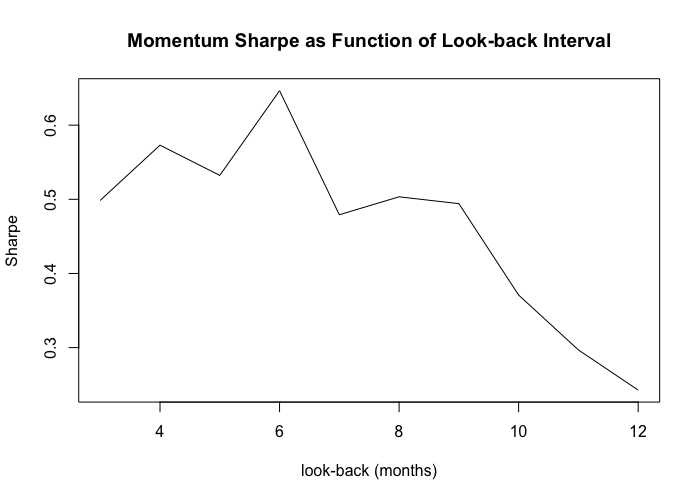 Momentum Sharpe as Function of Look-back Interval
Sharpe
0.6
0.5
0.4
0.3
4 6 8 10 12
look-back (months)